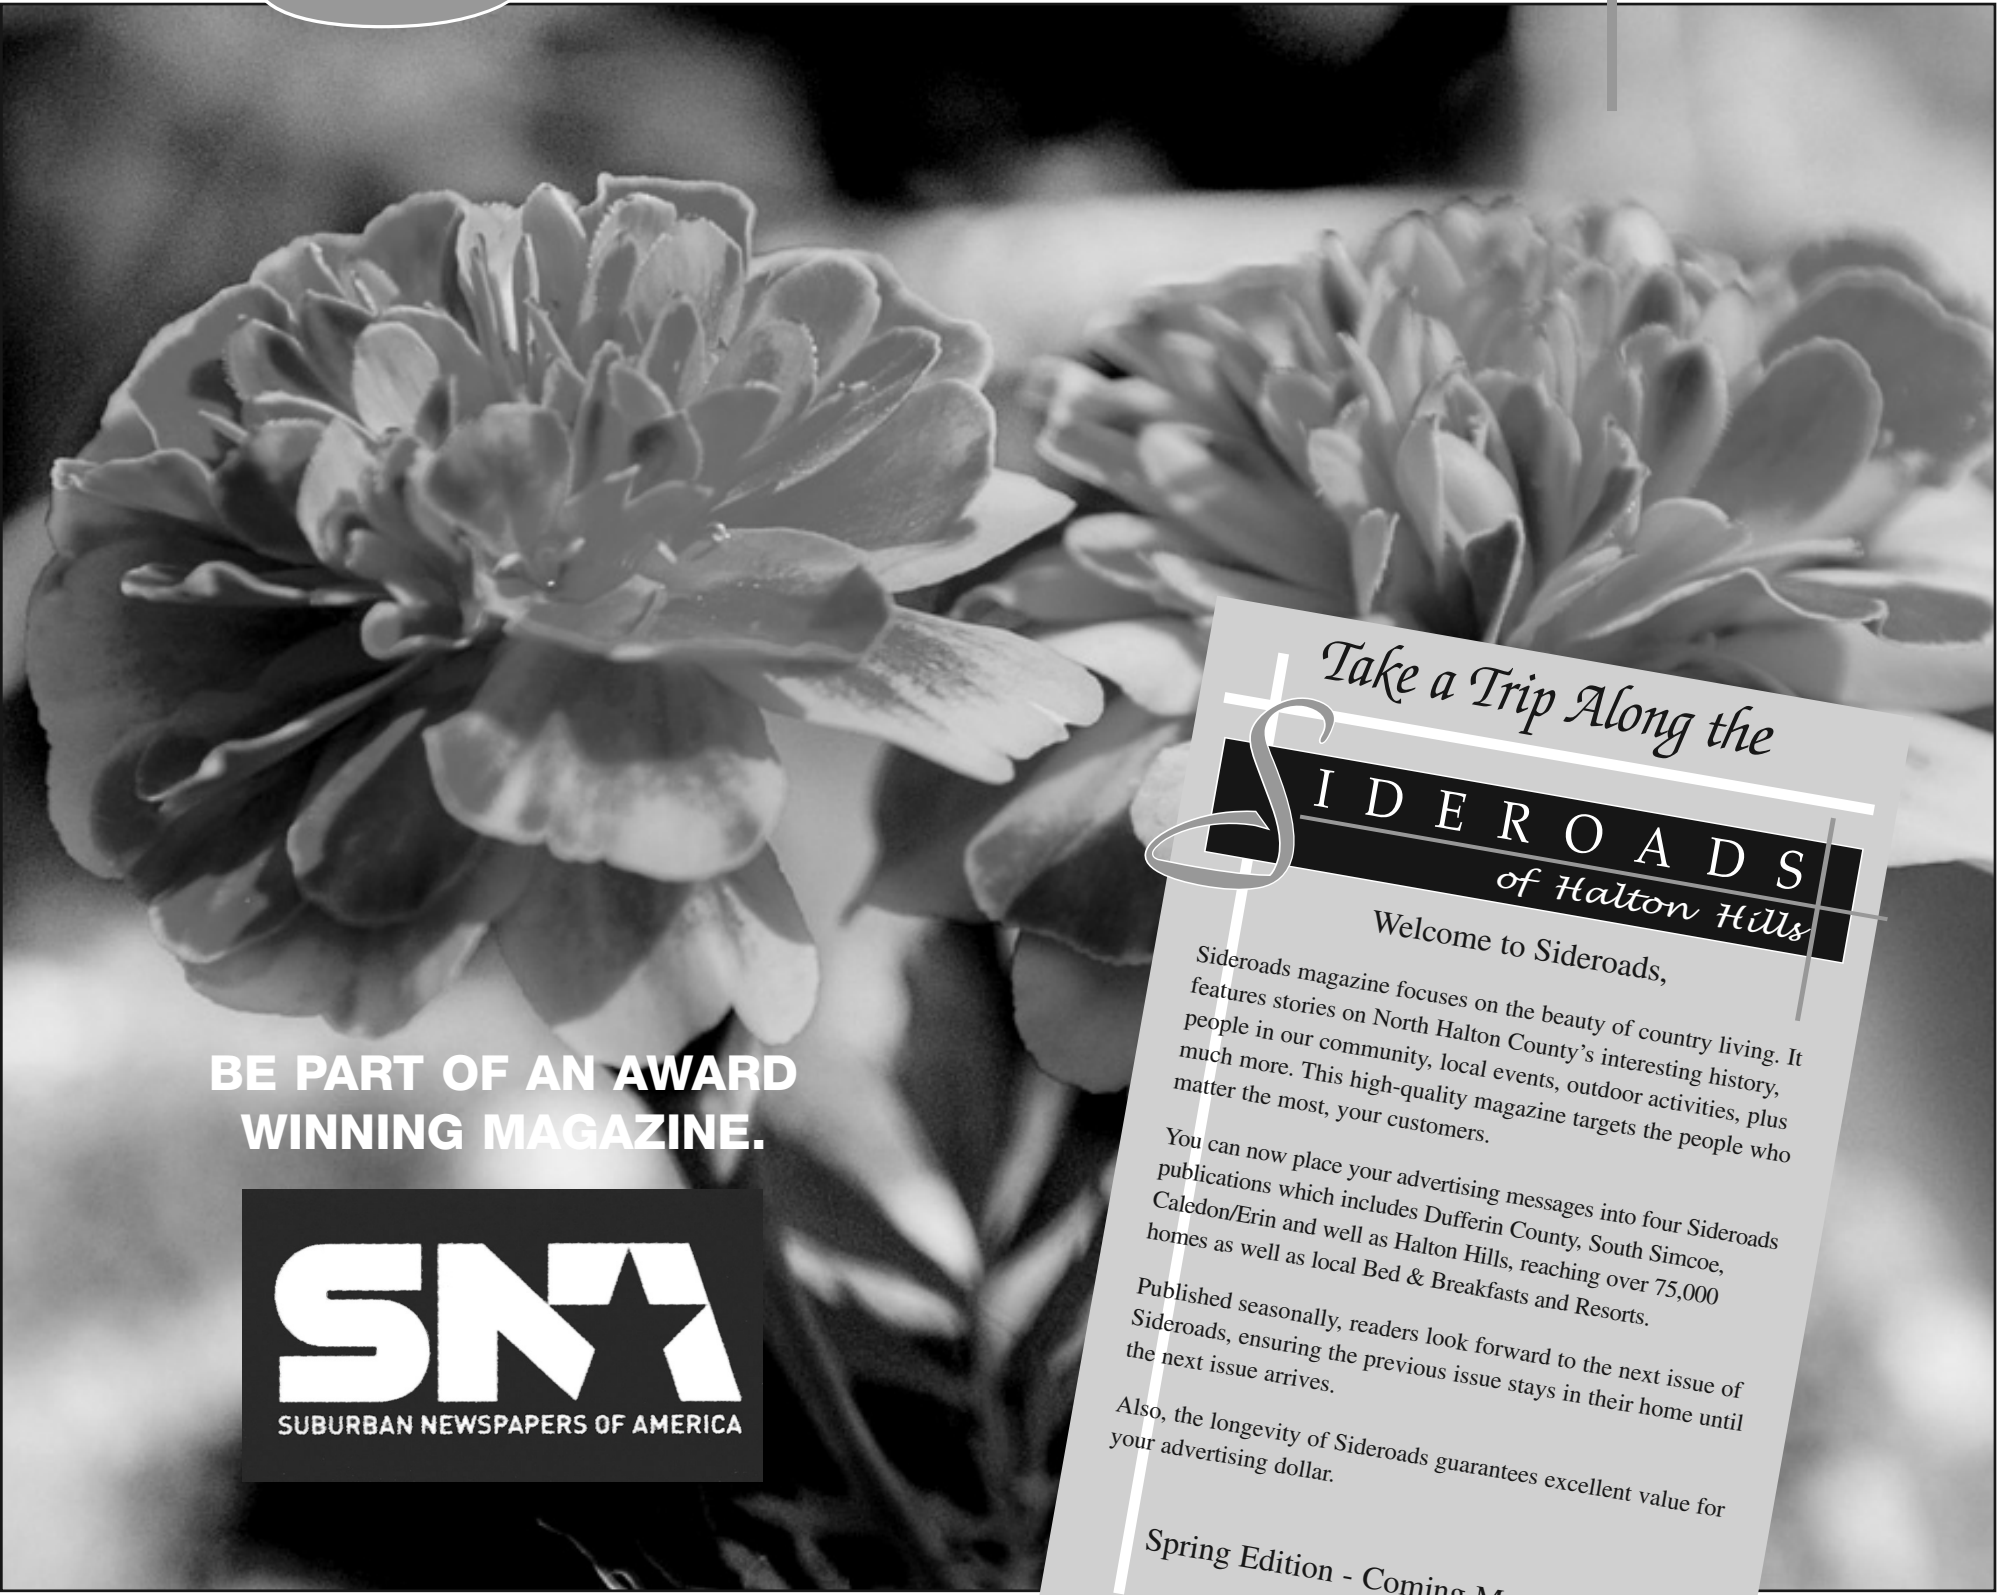 BE PART OF AN AWARD
WINNING MAGAZINE.
SNA
SUBURBAN NEWSPAPERS OF AMERICA
Take a Trip Along the
SIDEROADS
of Halton Hills
Welcome to Sideroads,
Sideroads magazine focuses on the beauty of country living. It
features stories on North Halton County's interesting history,
people in our community, local events, outdoor activities, plus
much more. This high-quality magazine targets the people who
matter the most, your customers.
You can now place your advertising messages into four Sideroads
publications which includes Dufferin County, South Simcoe,
Caledon/Erin and well as Halton Hills, reaching over 75,000
homes as well as local Bed & Breakfasts and Resorts.
Published seasonally, readers look forward to the next issue of
Sideroads, ensuring the previous issue stays in their home until
the next issue arrives.
Also, the longevity of Sideroads guarantees excellent value for
your advertising dollar.
Spring Edition - Coming